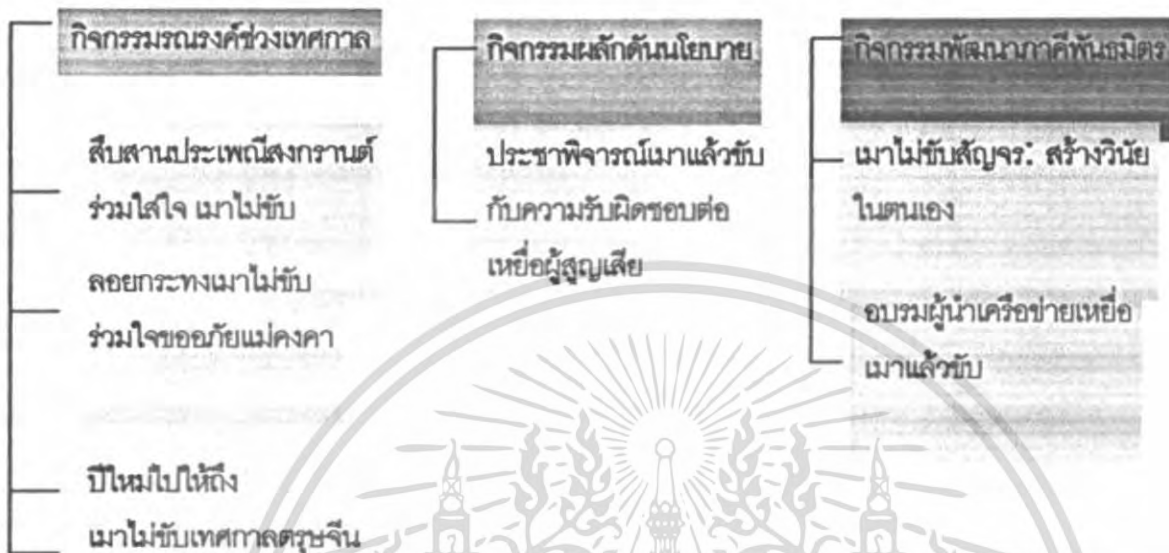 กิจกรรมรณรงค์ช่วงเทศกาล
สืบสานประเพณีสงกรานต์
ร่วมใส่ใจ เมาไม่ขับ
ลอยกระทงเมาไม่ขับ
ร่วมใจขออภัยแม่คงคา
ปีใหม่ไปให้ถึง
เมาไม่ขับเทศกาลตรุษจีน
กิจกรรมผลักดันนโยบาย
ประชาพิจารณ์เมาแล้วขับ
กับความรับผิดชอบต่อ
เหยื่อผู้สูญเสีย
กิจกรรมพัฒนาภาคีพันธมิตร
เมาไม่ขับสัญจร: สร้างวินัย
ในตนเอง
อบรมผู้นำเครือข่ายเหยื่อ
เมาแล้วขับ